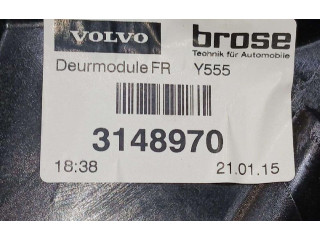 VOLVO
brose
Technik für Automobile
Deurmodule FR Y555
3148970
18:38 21.01.15